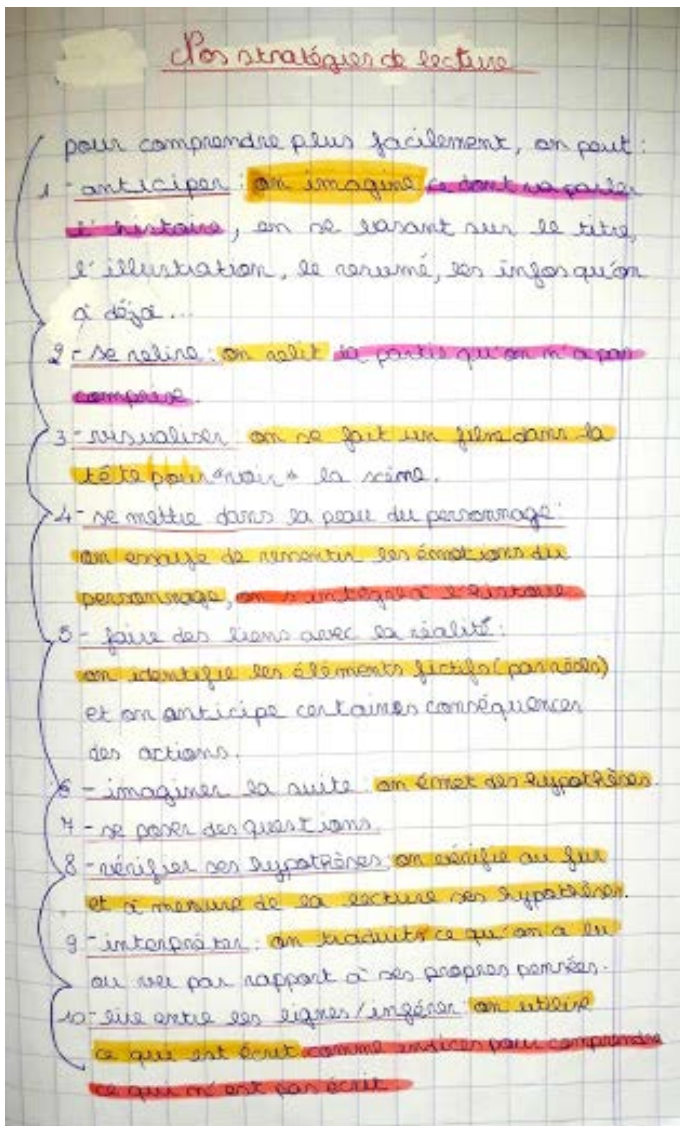 Nos stratégies de lecture
pour comprendre plus facilement, on peut :
1 - anticiper : on imagine ce dont va parler
l'histoire, en se basant sur le titre,
l'illustration, le resumé, les infos qu'on
a déjà...
2 - se relire : on relit la partie qu'on n'a pas
comprise.
3 - visualiser on se fait un film dans la
tête pour "voir" la scène.
4 - se mettre dans la peau du personnage :
on essaye de ressentir les émotions du
personnage, on s'intègre à l'histoire
5 - faire des liens avec la réalité :
on identifie les éléments fictifs (pas réels)
et on anticipe certaines conséquences
des actions.
6 - imaginer la suite : on émet des hypothèses.
7 - se poser des questions.
8 - vérifier ses hypothèses : on vérifie au fur
et à mesure de la lecture ses hypothèses.
9 - interpréter : on traduit ce qu'on a lu
ou vu par rapport à ses propres pensées.
10 - lire entre les lignes / inférer on utilise
ce qui est écrit comme indices pour comprendre
ce qui n'est pas écrit